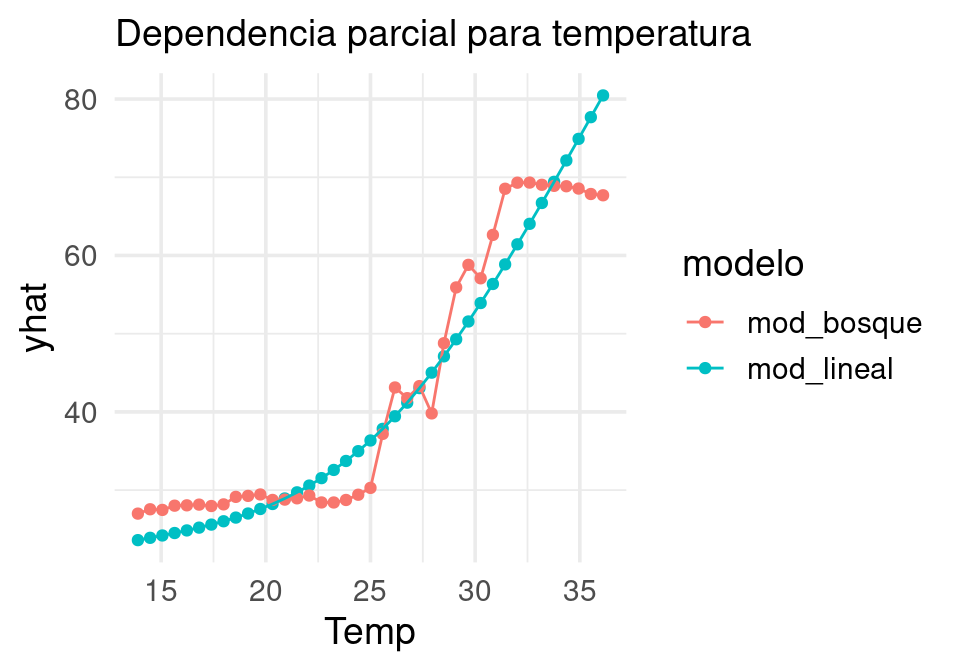 Dependencia parcial para temperatura
80
60
40
yhat
15 20 25 30 35
Temp
modelo
mod_bosque
mod_lineal